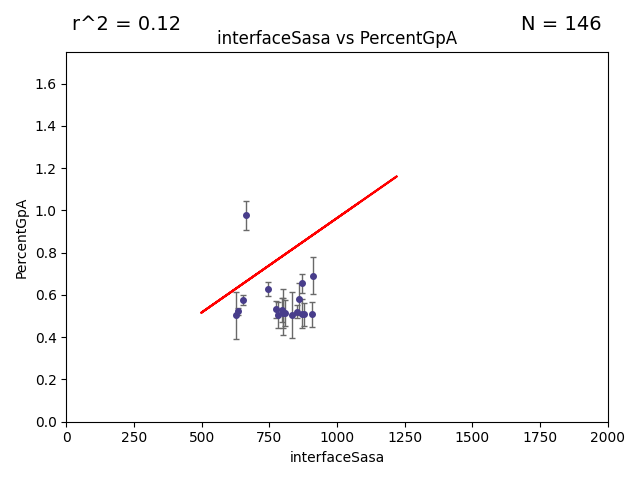 r^2 = 0.12
N = 146
interfaceSasa vs PercentGpA
PercentGpA
1.6
1.4
1.2
1.0
0.8
0.6
0.4
0.2
0.0
0 250 500 750 1000 1250 1500 1750 2000
interfaceSasa